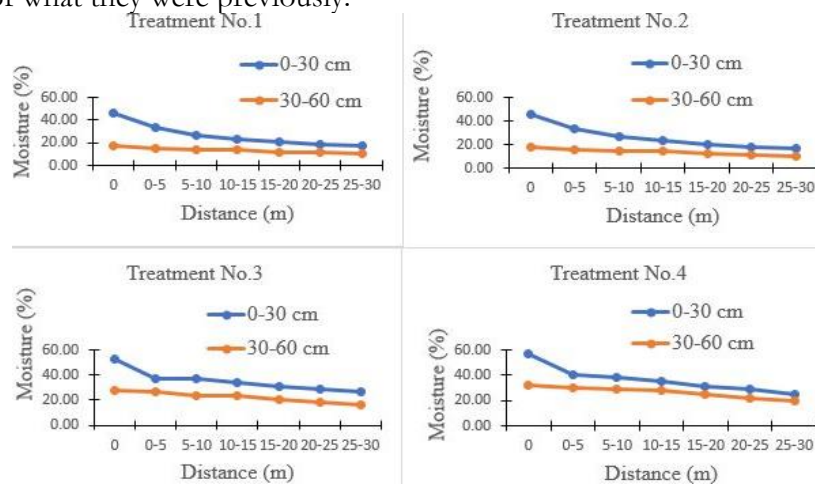 of what they were previously.
Treatment No.1
0-30 cm
30-60 cm
Moisture (%)
60.00
40.00
20.00
0.00
0 0-5 5-10 10-15 15-20 20-25 25-30
Distance (m)
Treatment No.2
0-30 cm
30-60 cm
Moisture (%)
60.00
40.00
20.00
0.00
0 0-5 5-10 10-15 15-20 20-25 25-30
Distance (m)
Treatment No.3
0-30 cm
30-60 cm
Moisture (%)
60.00
40.00
20.00
0.00
0 0-5 5-10 10-15 15-20 20-25 25-30
Distance (m)
Treatment No.4
0-30 cm
30-60 cm
Moisture (%)
60.00
40.00
20.00
0.00
0 0-5 5-10 10-15 15-20 20-25 25-30
Distance (m)